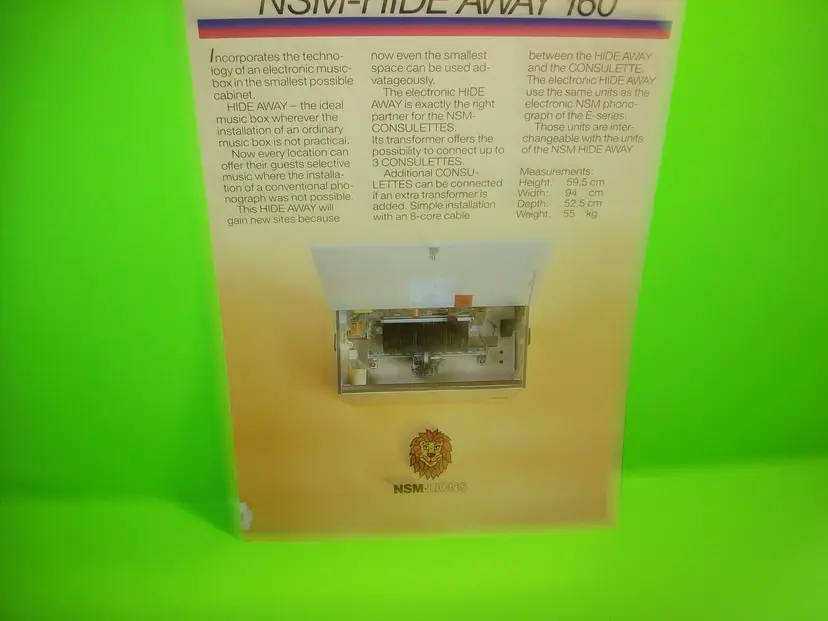 NSM-HIDE AWAY 160
Incorporates the techno-
logy of an electronic music-
box in the smallest possible
cabinet.
HIDE AWAY – the ideal
music box wherever the
installation of an ordinary
music box is not practical.
Now every location can
offer their guests selective
music where the installa-
tion of a conventional pho-
nograph was not possible.
This HIDE AWAY will
gain new sites because
now even the smallest
space can be used ad-
vatageously.
The electronic HIDE
AWAY is exactly the right
partner for the NSM-
CONSULETTES.
Its transformer offers the
possibility to connect up to
3 CONSULETTES.
Additional CONSU-
LETTES can be connected
if an extra transformer is
added. Simple installation
with an 8-core cable
between the HIDE AWAY
and the CONSULETTE.
The electronic HIDE AWAY
use the same units as the
electronic NSM phono-
graph of the E-series.
Those units are inter-
changeable with the units
of the NSM HIDE AWAY
Measurements:
Height: 59,5 cm
Width: 94 cm
Depth: 52,5 cm
Weight: 55 kg
NSM-LIONS